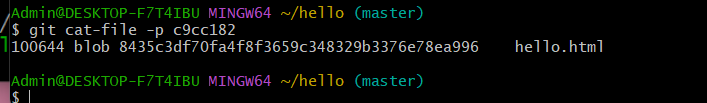 Admin@DESKTOP-F7T4IBU MINGW64 ~/hello (master)
$ git cat-file -p c9cc182
100644 blob 8435c3df70fa4f8f3659c348329b3376e78ea996    hello.html
Admin@DESKTOP-F7T4IBU MINGW64 ~/hello (master)
$